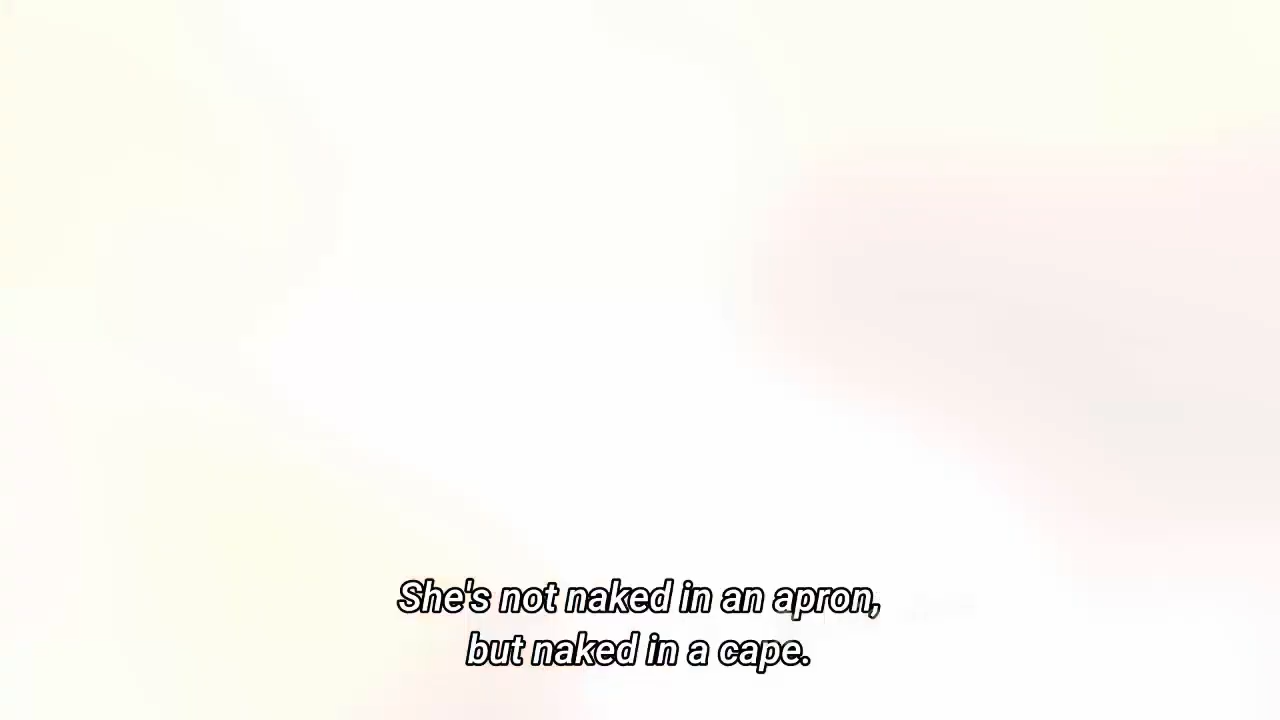 She's not naked in an apron,
but naked in a cape.